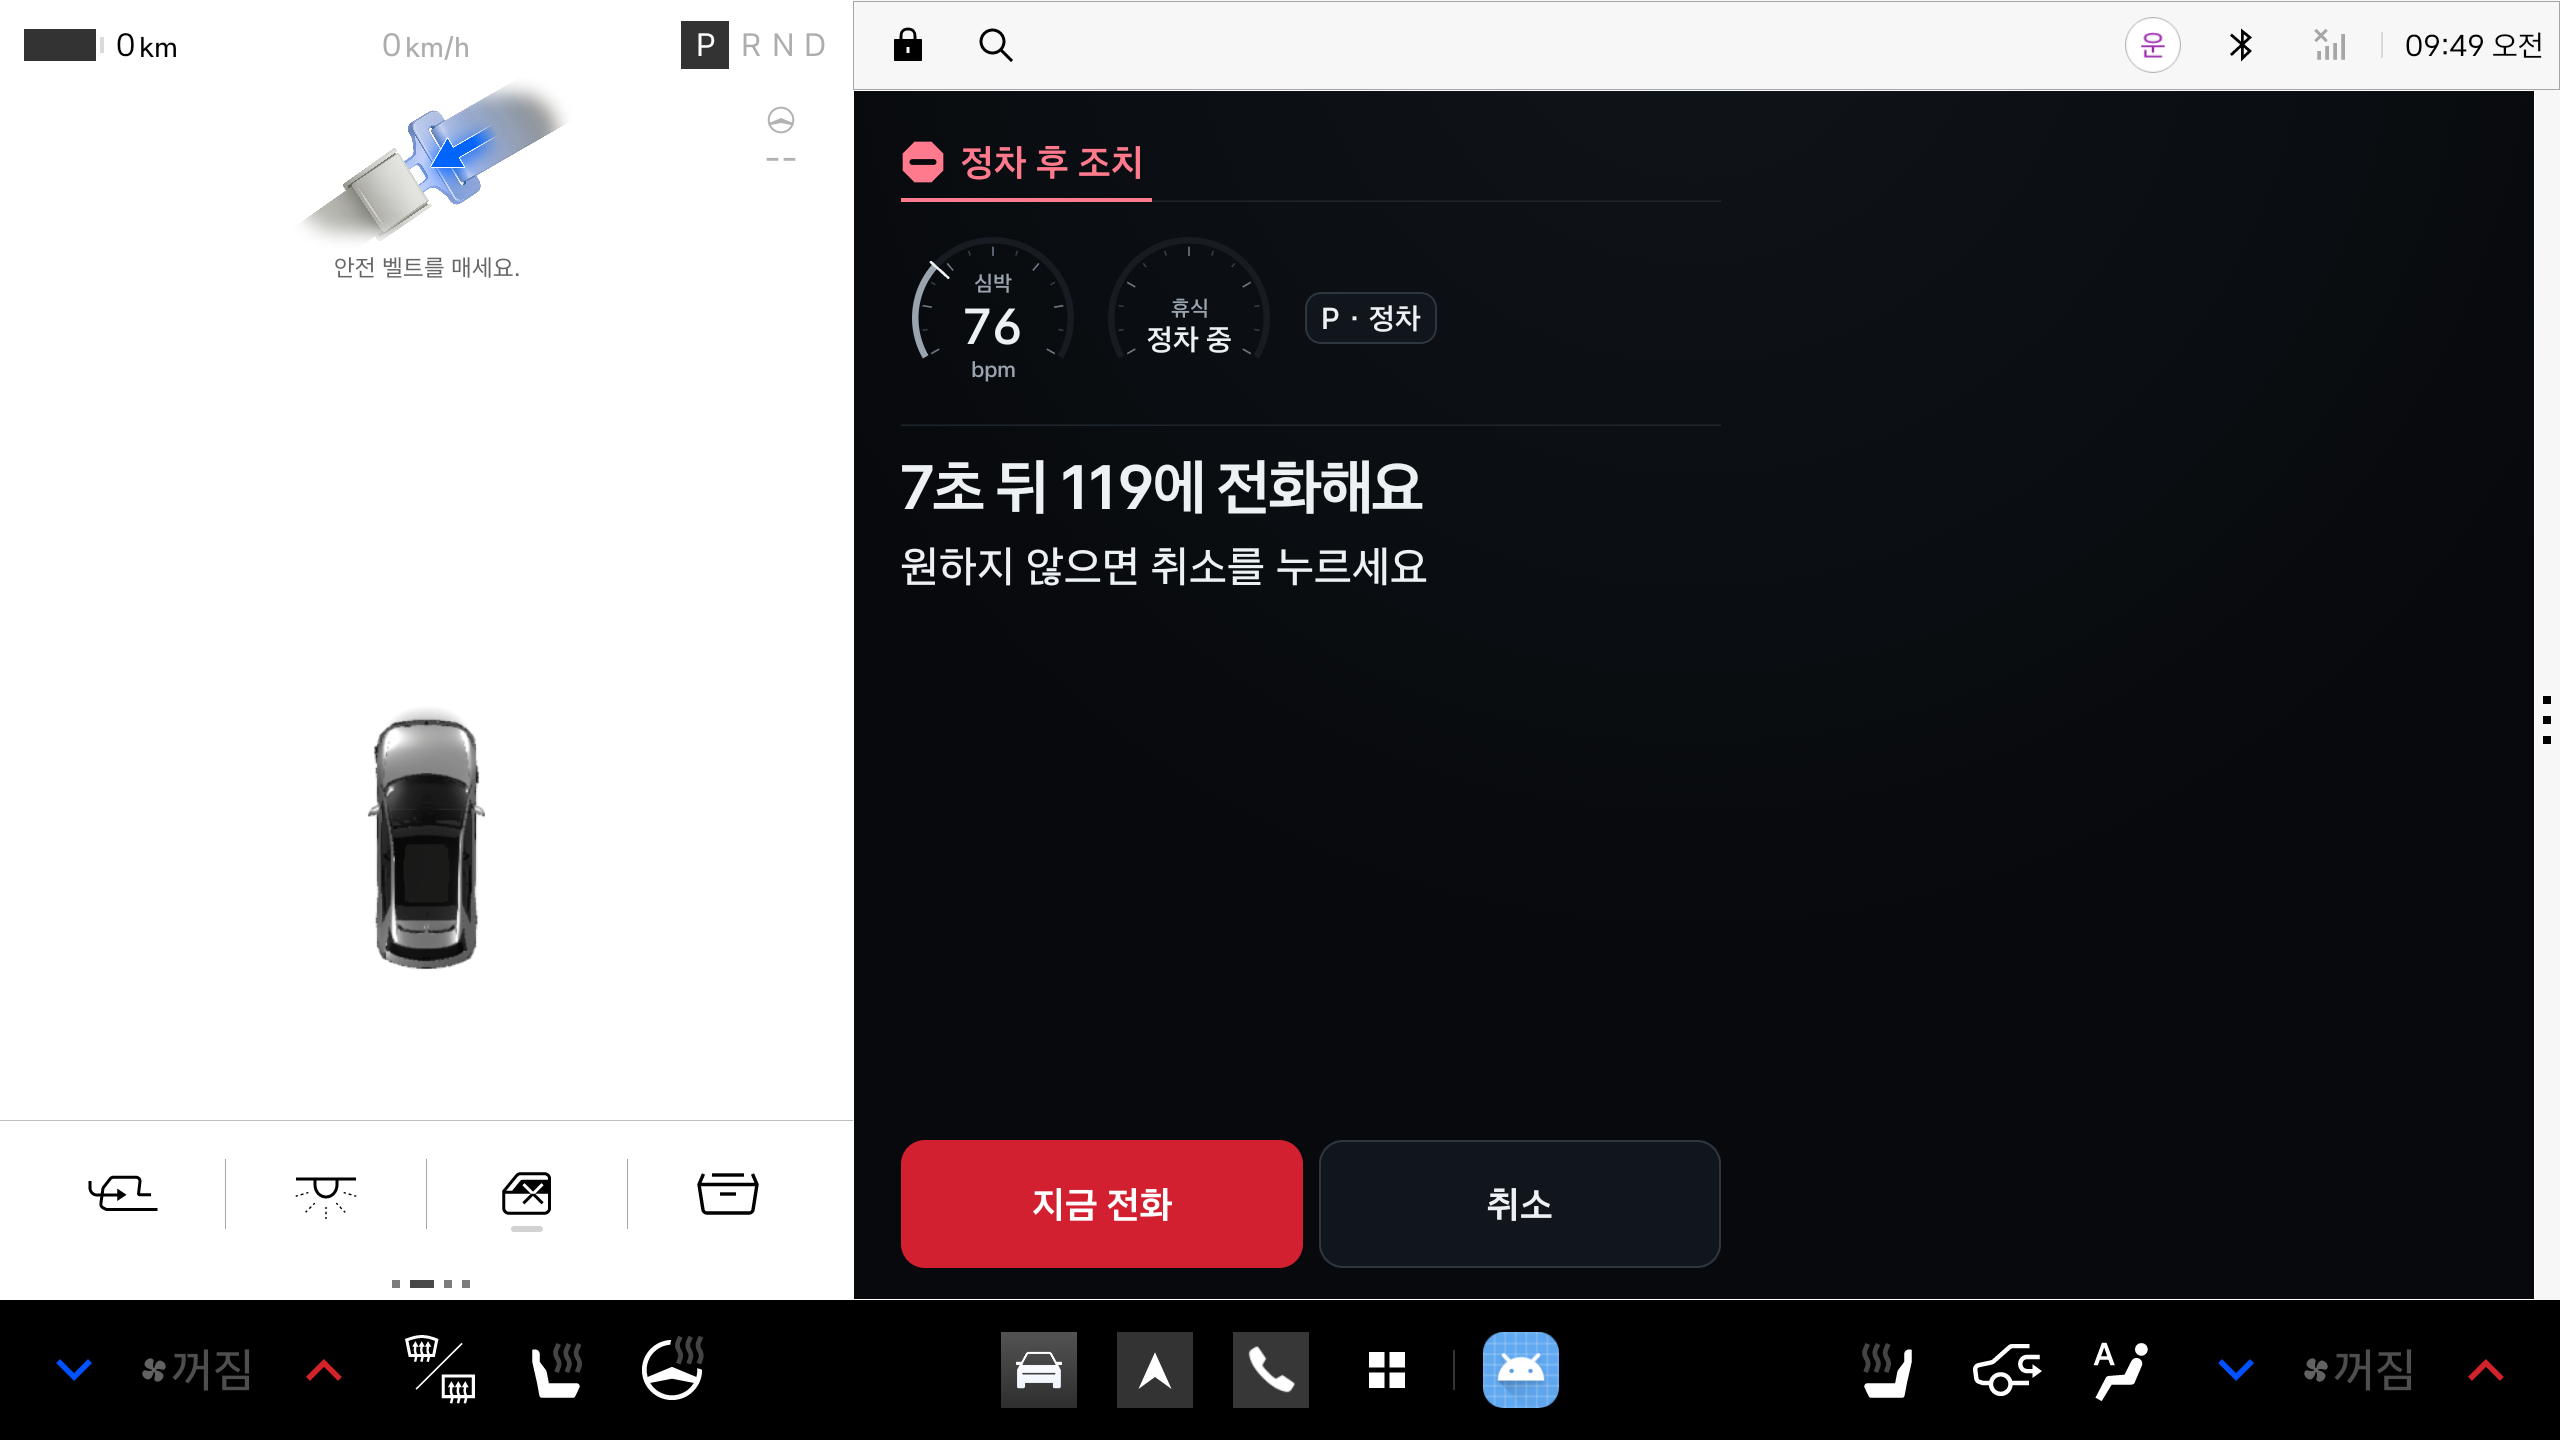 0 km
0 km/h
P R N D
운
09:49 오전
--
안전 벨트를 매세요.
정차 후 조치
심박
76
bpm
휴식
정차 중
P · 정차
7초 뒤 119에 전화해요
원하지 않으면 취소를 누르세요
지금 전화
취소
꺼짐
A
꺼짐